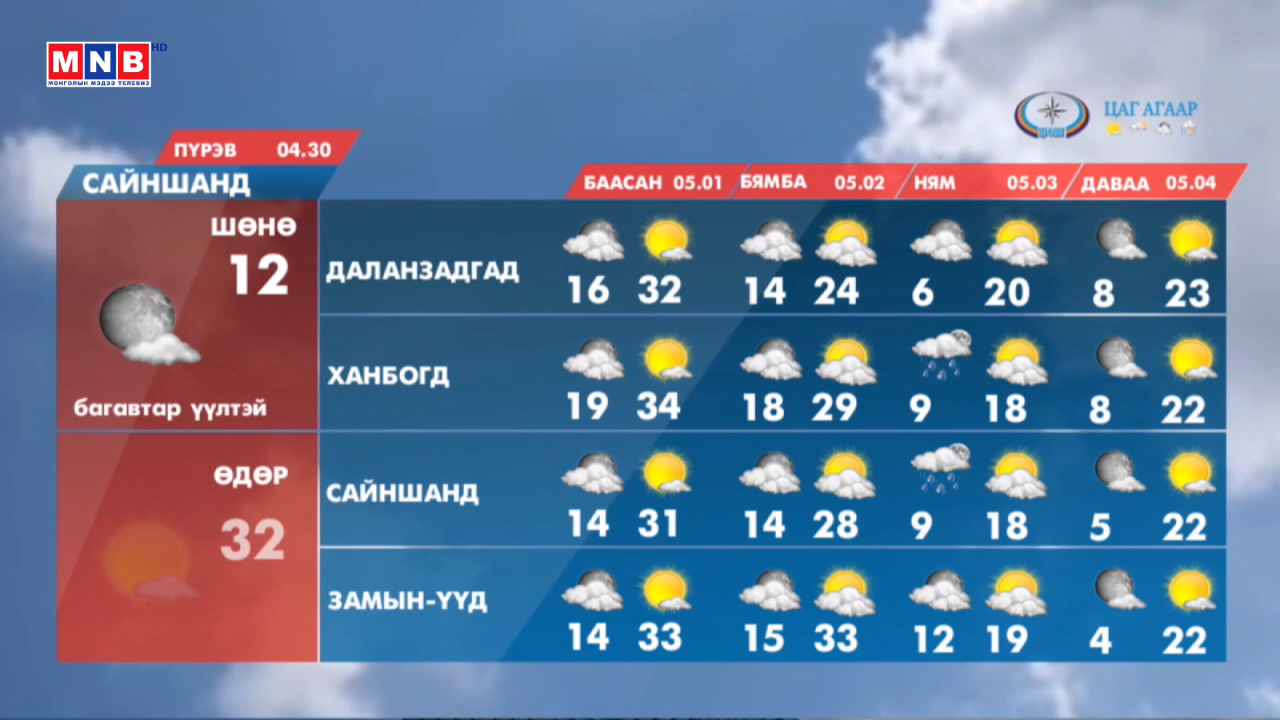 MNB HD
МОНГОЛЫН МЭДЭЭ ТЕЛЕВИЗ
ЦАГ АГААР
ПҮРЭВ 04.30
САЙНШАНД
ШӨНӨ
12
багавтар үүлтэй
ӨДӨР
32
БААСАН 05.01 БЯМБА 05.02 НЯМ 05.03 ДАВАА 05.04
ДАЛАНЗАДГАД 16 32 14 24 6 20 8 23
ХАНБОГД 19 34 18 29 9 18 8 22
САЙНШАНД 14 31 14 28 9 18 5 22
ЗАМЫН-ҮҮД 14 33 15 33 12 19 4 22